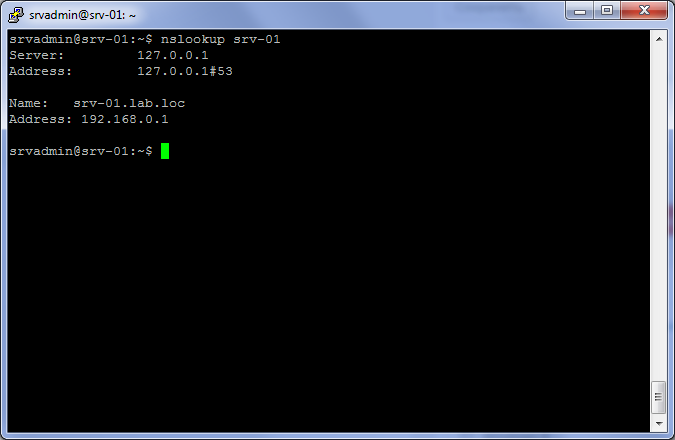 srvadmin@srv-01: ~
srvadmin@srv-01:~$ nslookup srv-01
Server:         127.0.0.1
Address:        127.0.0.1#53
Name:   srv-01.lab.loc
Address: 192.168.0.1
srvadmin@srv-01:~$